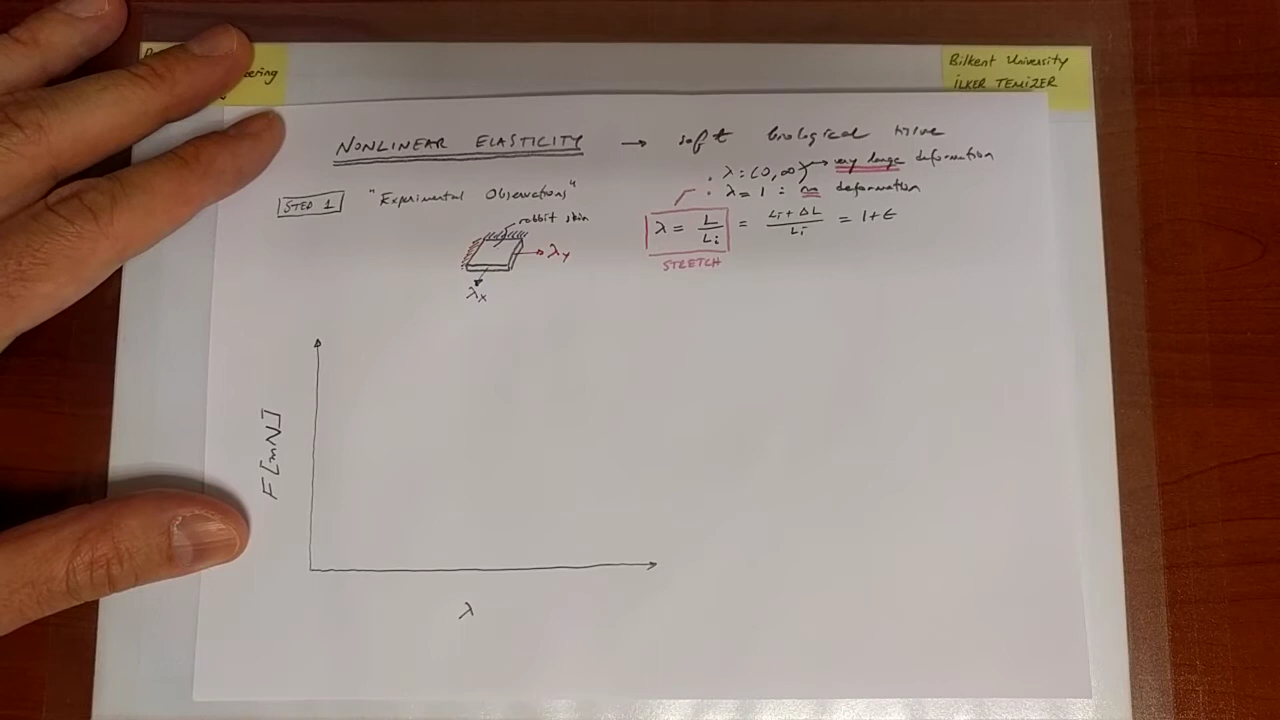 eering
Bilkent University
İLKER TEMİZER
NONLINEAR ELASTICITY → soft biological tissue
. λ : (0, ∞) → very large deformation
. λ = 1 : no deformation
STEP 1 "Experimental Observations"
rabbit skin
λ = L / Li = Li + ΔL / Li = 1 + ε
STRETCH
λy
λx
F [mN]
λ